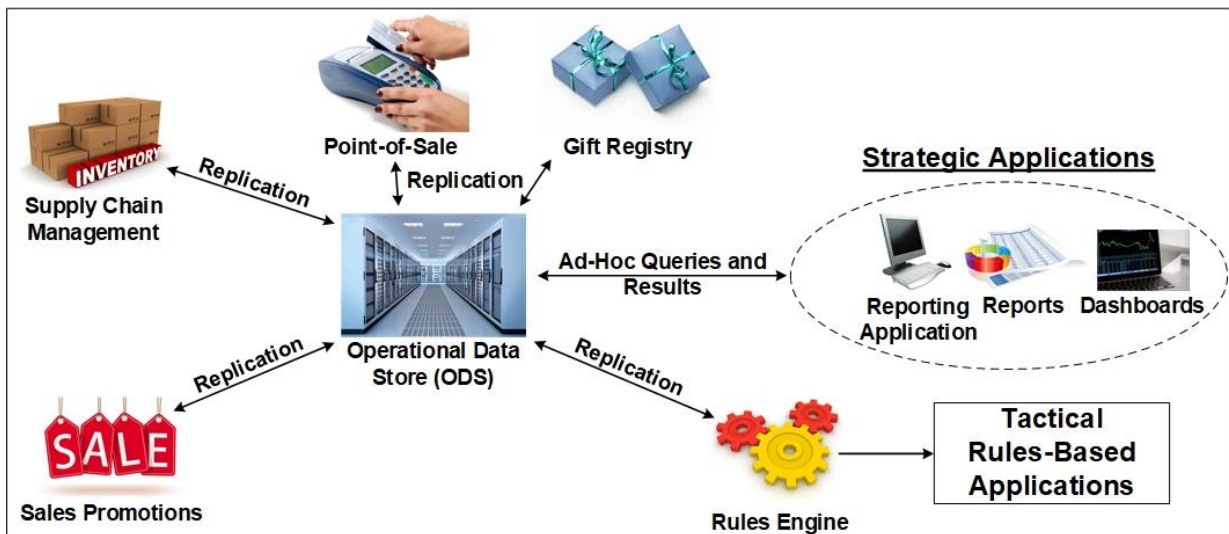 Point-of-Sale
Gift Registry
INVENTORY
Supply Chain
Management
Replication
Replication
Strategic Applications
Ad-Hoc Queries and
Results
Reporting
Application
Reports
Dashboards
Operational Data
Store (ODS)
Replication
Replication
SALE
Sales Promotions
Rules Engine
Tactical
Rules-Based
Applications